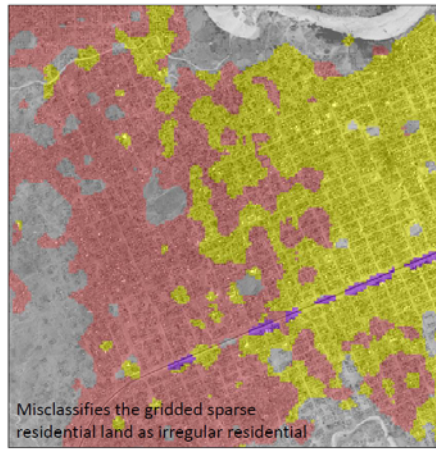 Misclassifies the gridded sparse
residential land as irregular residential